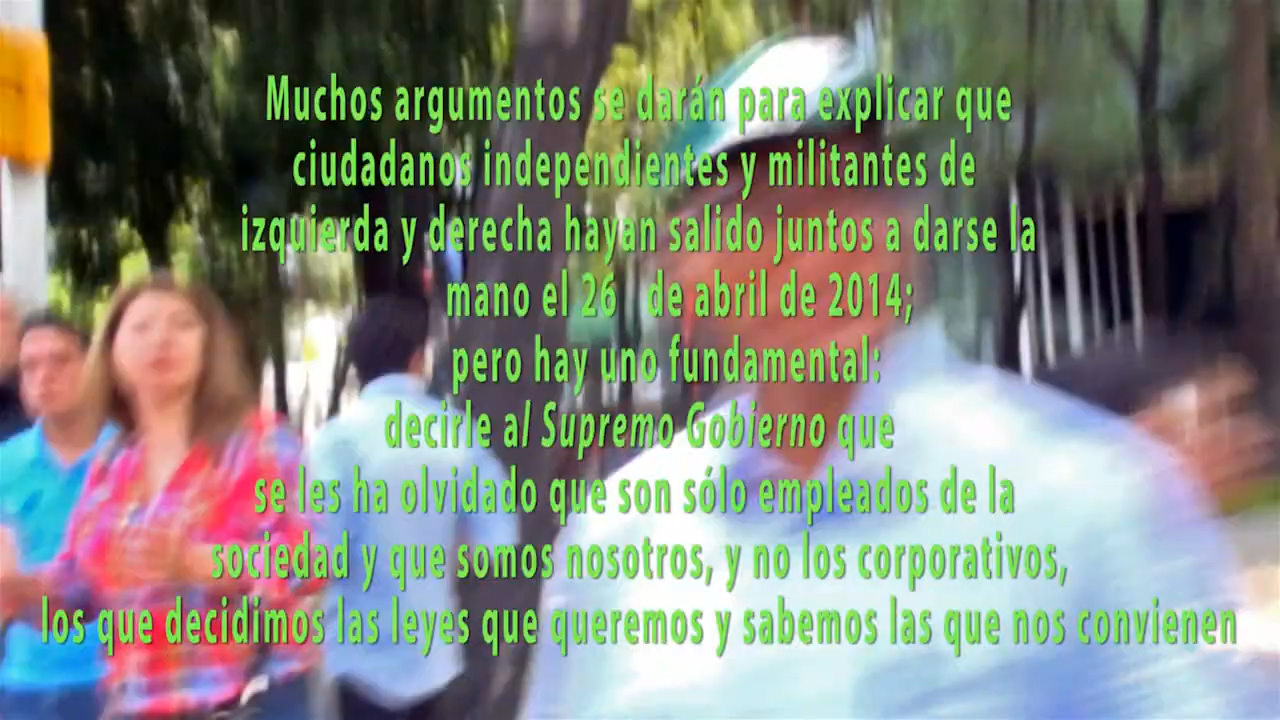 Muchos argumentos se darán para explicar que
ciudadanos independientes y militantes de
izquierda y derecha hayan salido juntos a darse la
mano el 26 de abril de 2014;
pero hay uno fundamental:
decirle al Supremo Gobierno que
se les ha olvidado que son sólo empleados de la
sociedad y que somos nosotros, y no los corporativos,
los que decidimos las leyes que queremos y sabemos las que nos convienen